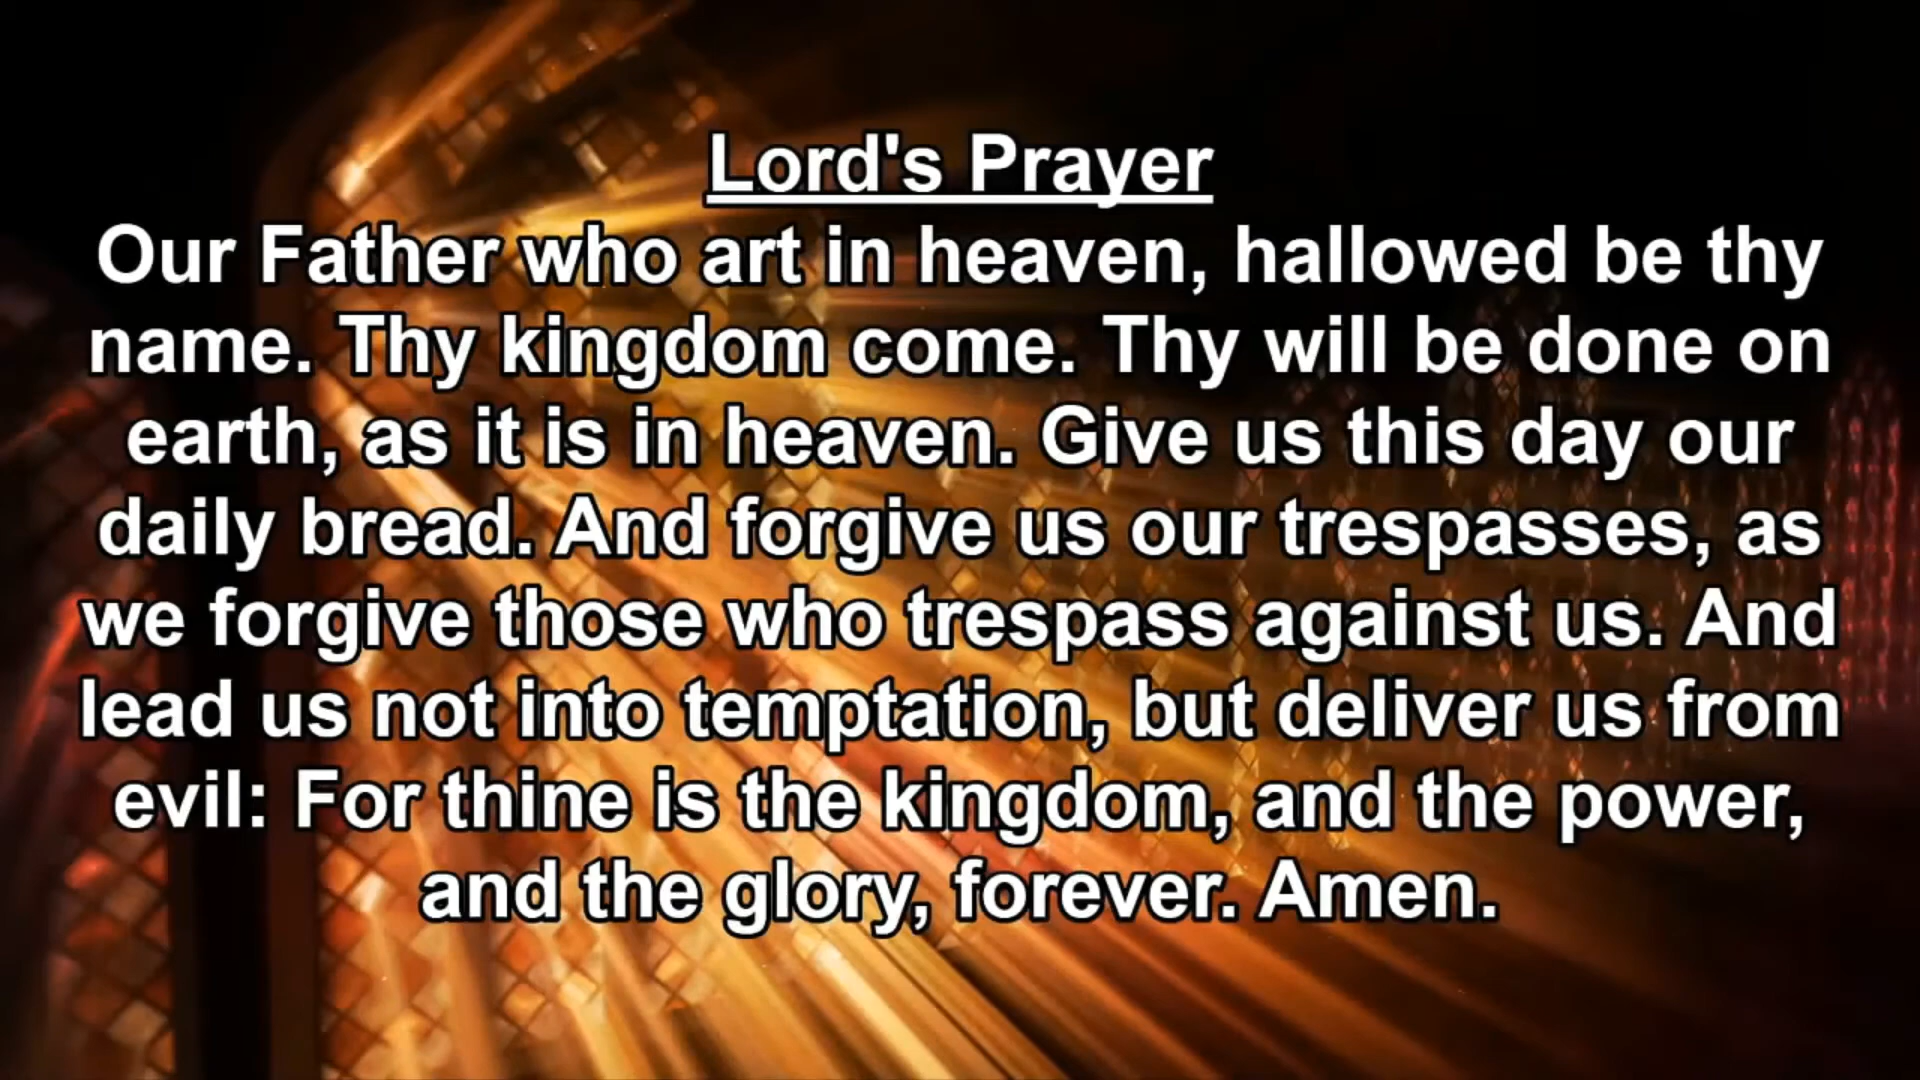 Lord's Prayer
Our Father who art in heaven, hallowed be thy
name. Thy kingdom come. Thy will be done on
earth, as it is in heaven. Give us this day our
daily bread. And forgive us our trespasses, as
we forgive those who trespass against us. And
lead us not into temptation, but deliver us from
evil: For thine is the kingdom, and the power,
and the glory, forever. Amen.